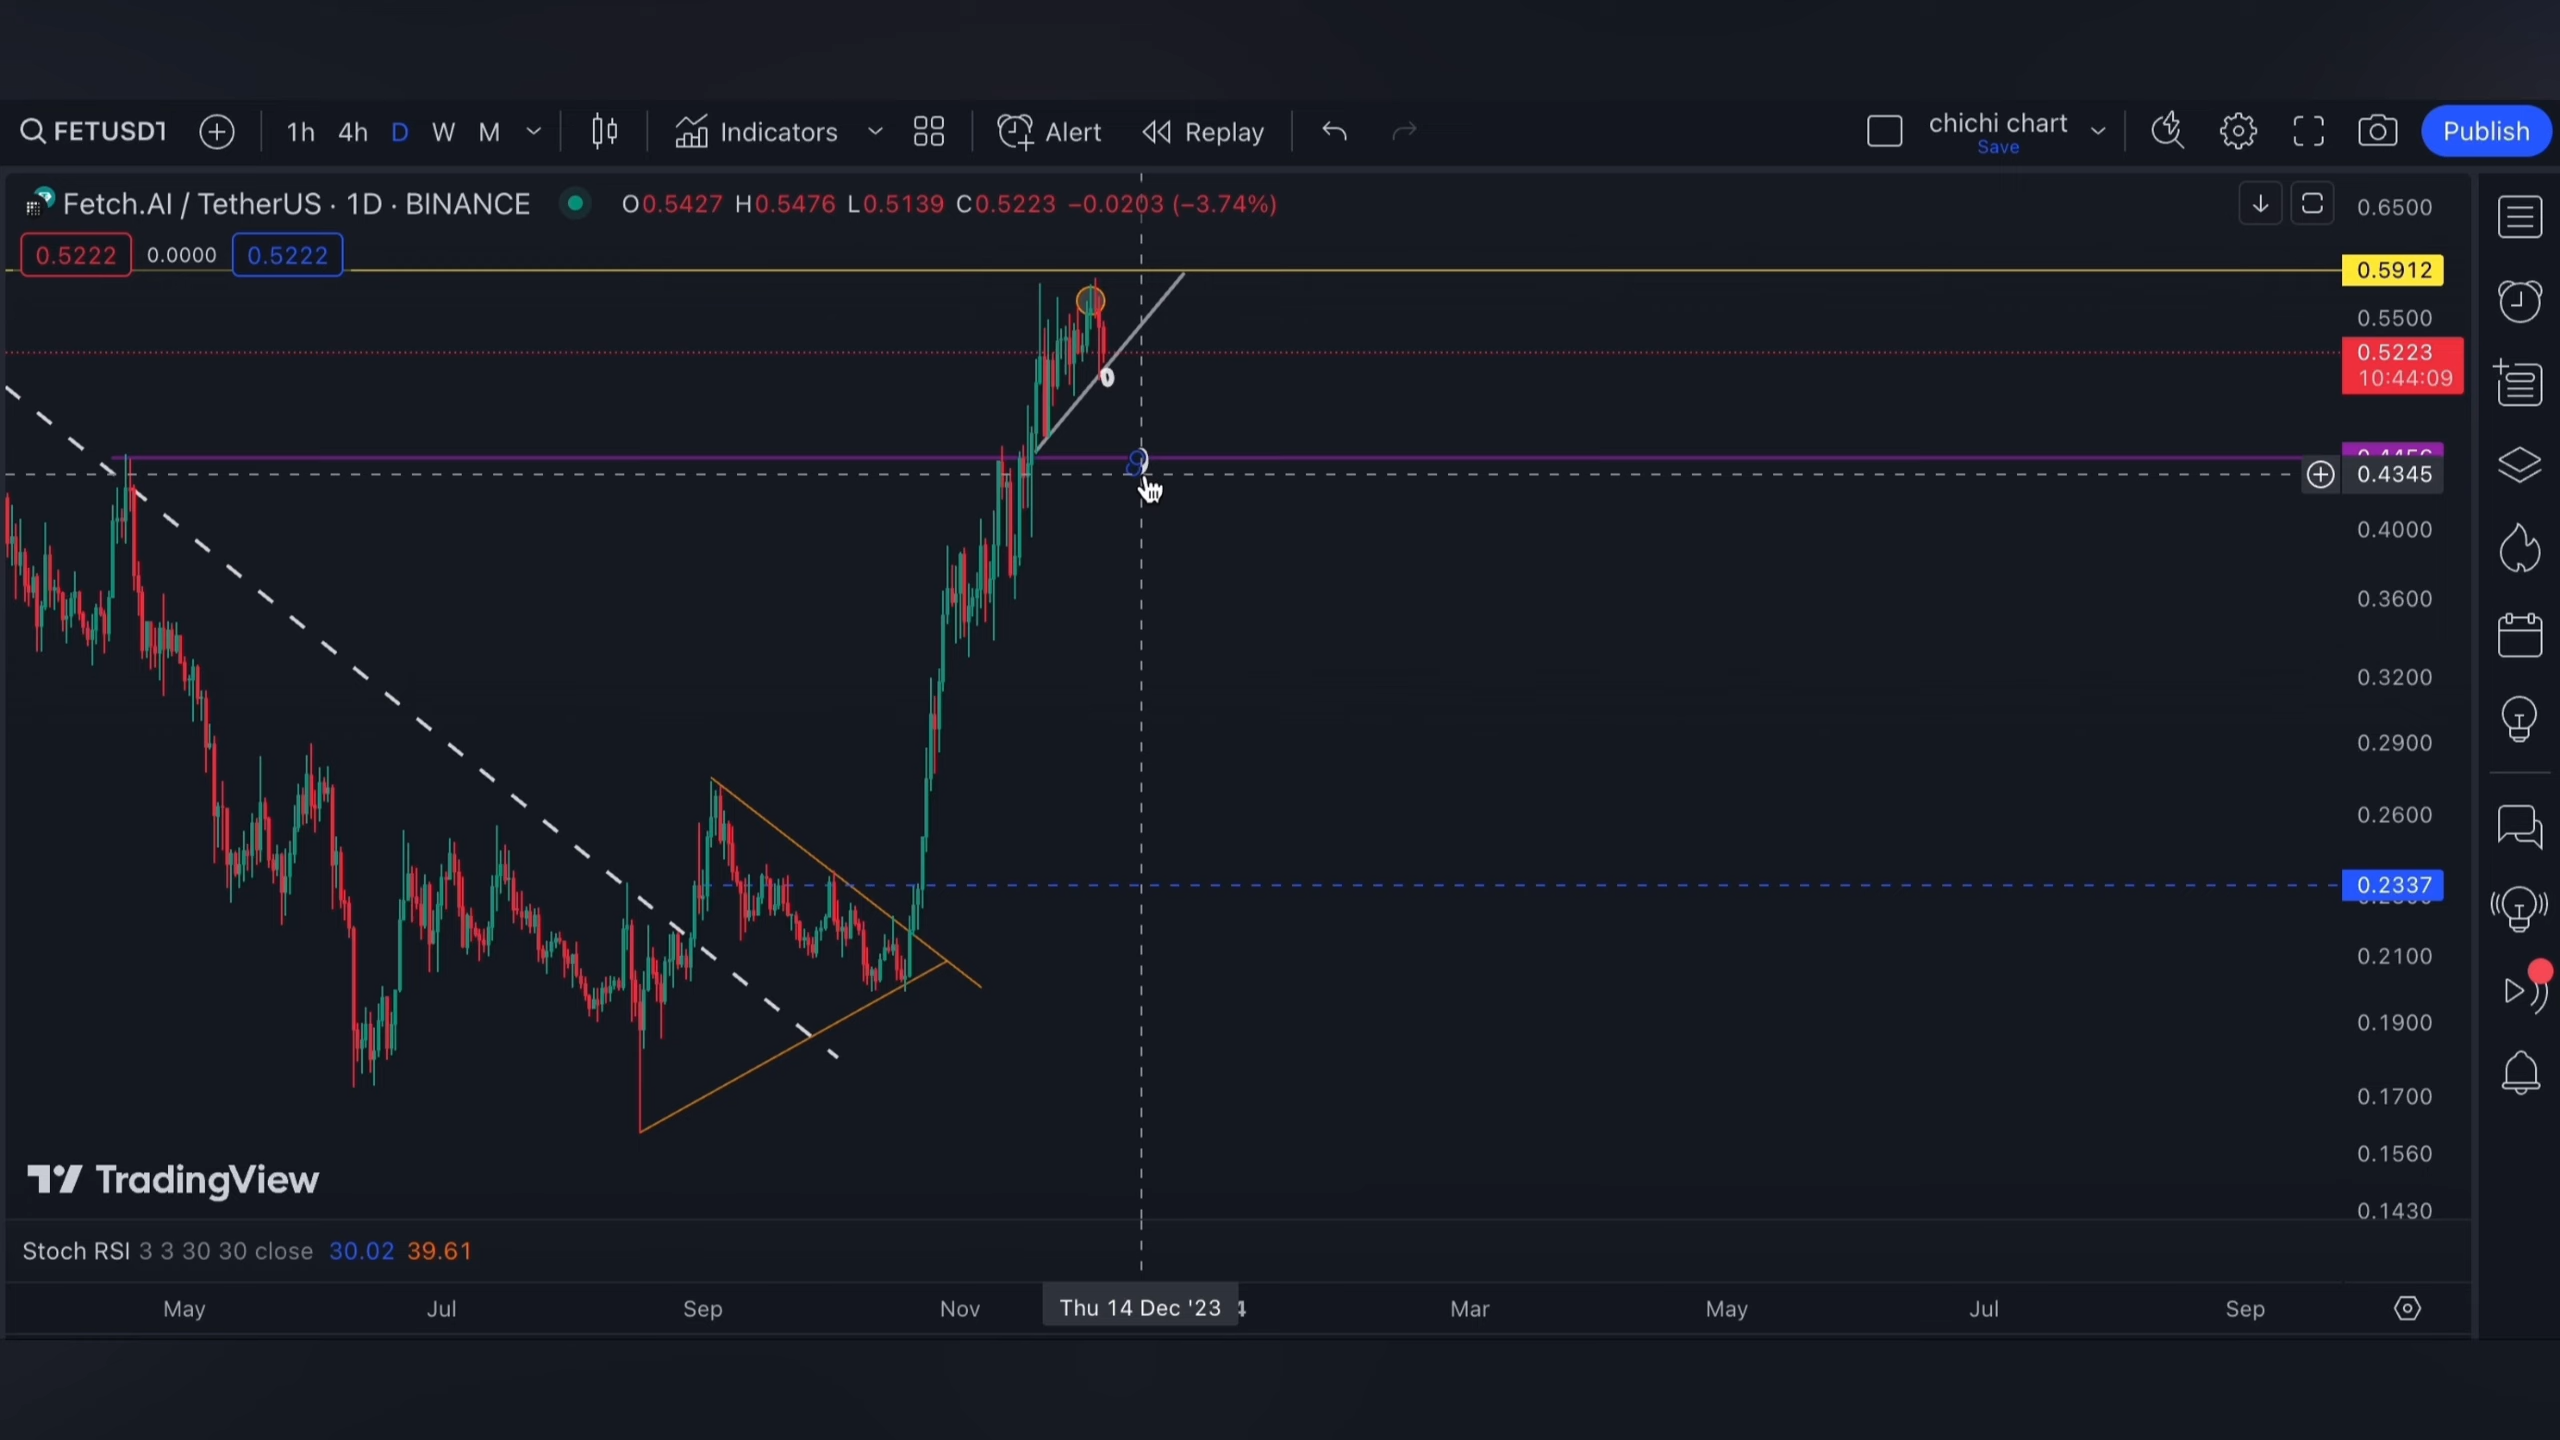 FETUSDT
1h 4h D W M Indicators Alert Replay chichi chart Save Publish
Fetch.AI / TetherUS · 1D · BINANCE O0.5427 H0.5476 L0.5139 C0.5223 −0.0203 (−3.74%)
0.5222 0.0000 0.5222
0.6500
0.5912
0.5500
0.5223
10:44:09
0.4345
0.4000
0.3600
0.3200
0.2900
0.2600
0.2337
0.2100
0.1900
0.1700
0.1560
0.1430
TradingView
Stoch RSI 3 3 30 30 close 30.02 39.61
May Jul Sep Nov Thu 14 Dec '23 Mar May Jul Sep